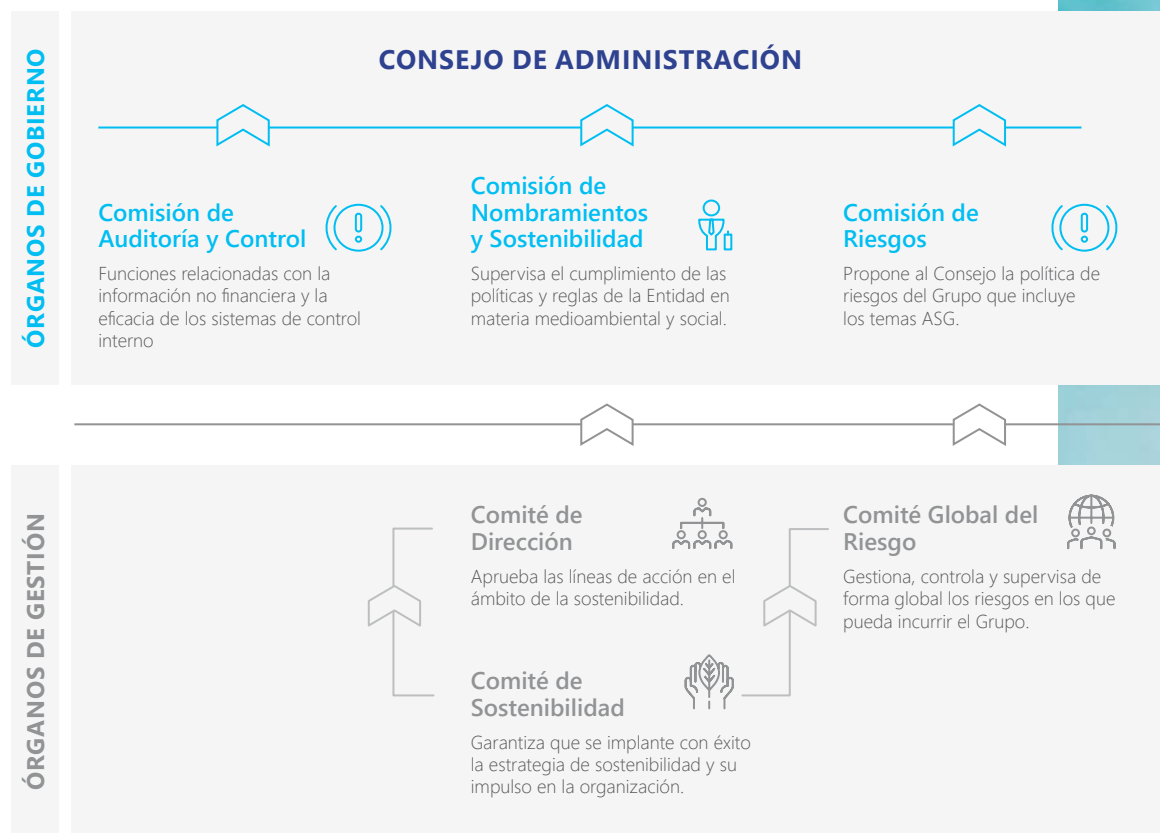 ÓRGANOS DE GOBIERNO
CONSEJO DE ADMINISTRACIÓN
Comisión de
Auditoría y Control
Funciones relacionadas con la
información no financiera y la
eficacia de los sistemas de control
interno
Comisión de
Nombramientos
y Sostenibilidad
Supervisa el cumplimiento de las
políticas y reglas de la Entidad en
materia medioambiental y social.
Comisión de
Riesgos
Propone al Consejo la política de
riesgos del Grupo que incluye
los temas ASG.
ÓRGANOS DE GESTIÓN
Comité de
Dirección
Aprueba las líneas de acción en el
ámbito de la sostenibilidad.
Comité Global del
Riesgo
Gestiona, controla y supervisa de
forma global los riesgos en los que
pueda incurrir el Grupo.
Comité de
Sostenibilidad
Garantiza que se implante con éxito
la estrategia de sostenibilidad y su
impulso en la organización.